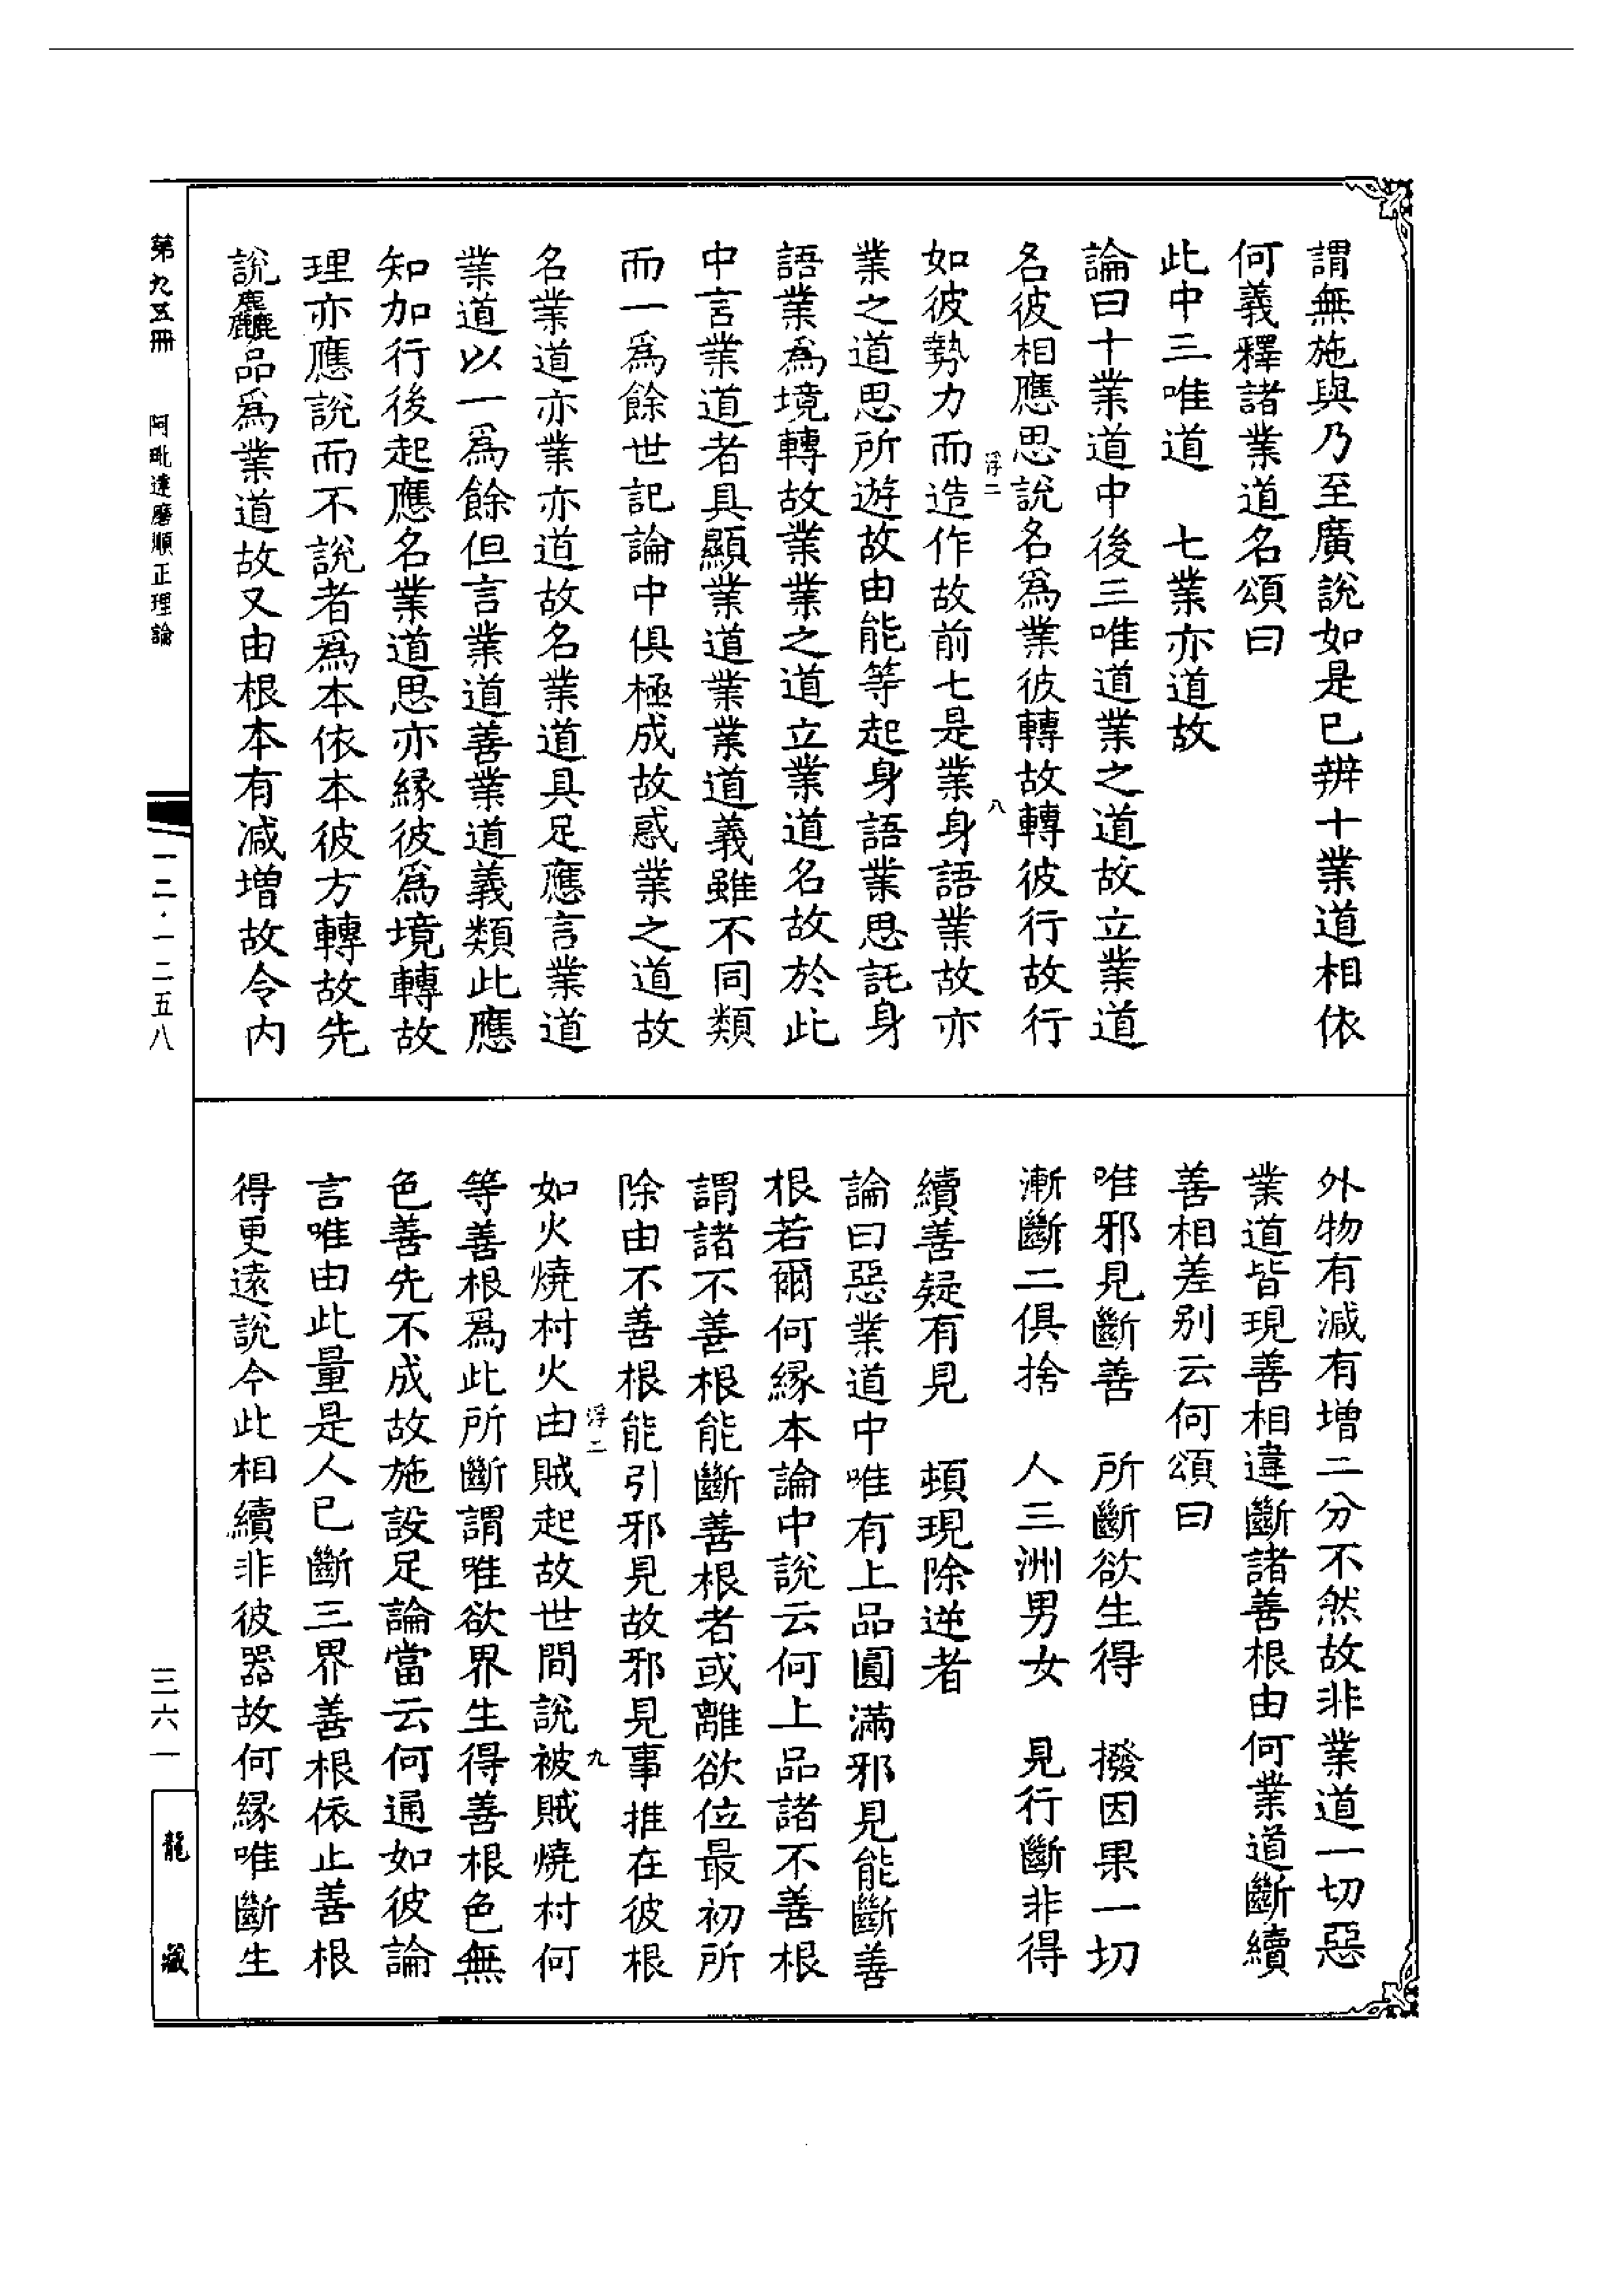 謂無施與乃至廣說如是已辨十業道相依
何義釋諸業道名頌曰
此中三唯道　七業亦道故
論曰十業道中後三唯道業之道故立業道
名彼相應思說名爲業彼轉故轉彼行故行
浮二　八
如彼勢力而造作故前七是業身語業故亦
業之道思所遊故由能等起身語業思託身
語業爲境轉故業業之道立業道名故於此
中言業道者具顯業道業業道義雖不同類
而一爲餘世記論中俱極成故惑業之道故
名業道亦業亦道故名業道具足應言業道
業道以一爲餘但言業道善業道義類此應
知加行後起應名業道思亦緣彼爲境轉故
理亦應說而不說者爲本依本彼方轉故先
說麤品爲業道故又由根本有減增故令內
外物有減有增二分不然故非業道一切惡
業道皆現善相違斷諸善根由何業道斷續
善相差別云何頌曰
唯邪見斷善　所斷欲生得　撥因果一切
漸斷二俱捨　人三洲男女　見行斷非得
續善疑有見　頓現除逆者
論曰惡業道中唯有上品圓滿邪見能斷善
根若爾何緣本論中說云何上品諸不善根
謂諸不善根能斷善根者或離欲位最初所
除由不善根能引邪見故邪見事推在彼根
浮二　九
如火燒村火由賊起故世間說被賊燒村何
等善根爲此所斷謂唯欲界生得善根色無
色善先不成故施設足論當云何通如彼論
言唯由此量是人已斷三界善根依止善根
得更遠說今此相續非彼器故何緣唯斷生
第九五冊　阿毗達磨順正理論　一二·一二五八　三六一　龍藏